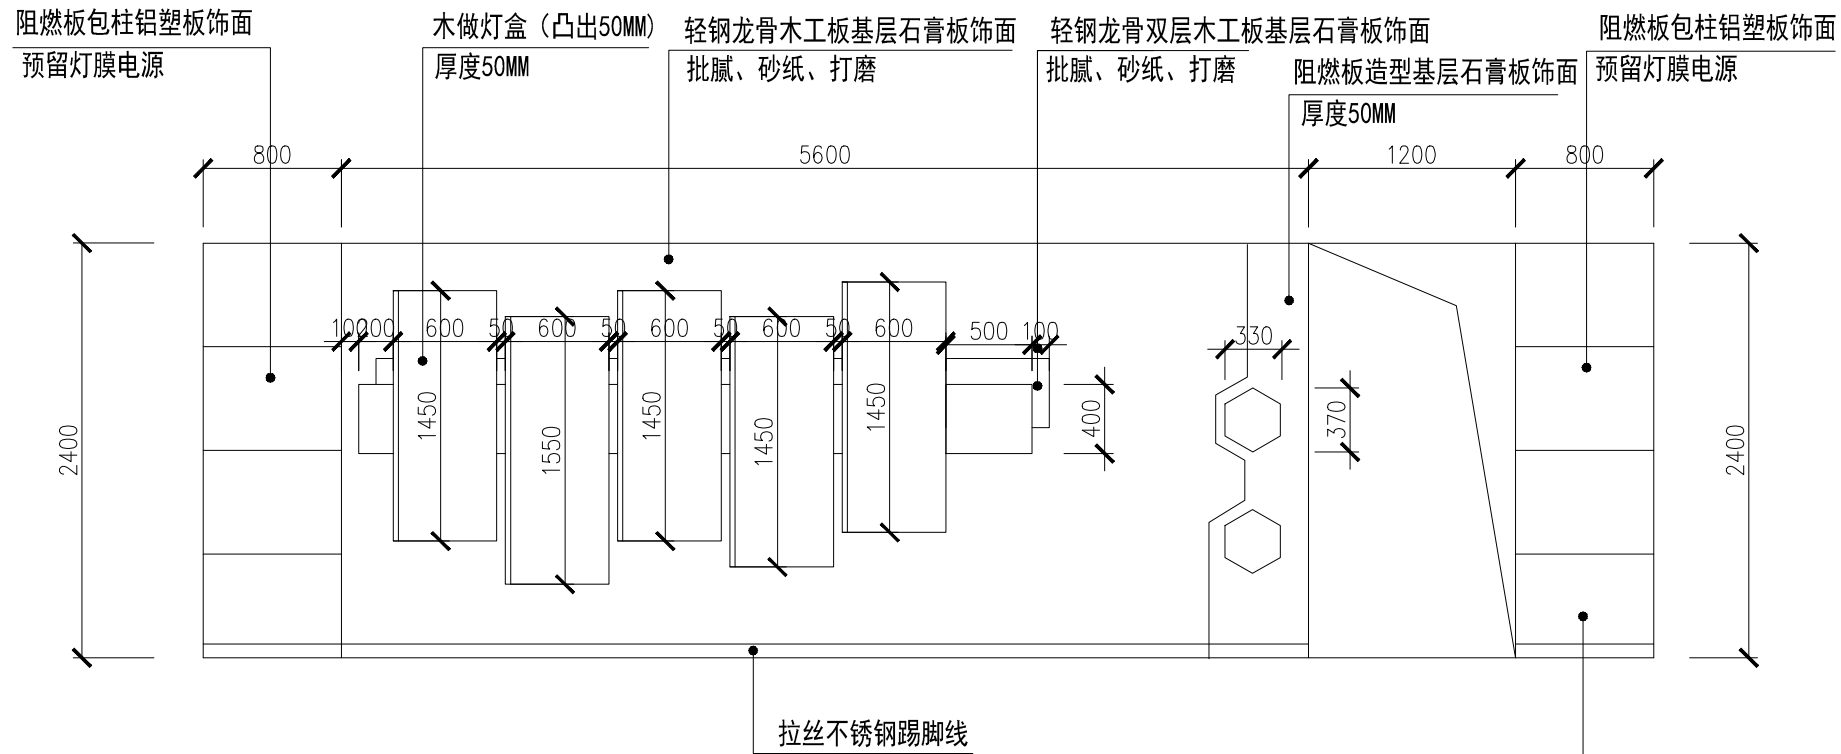 阻燃板包柱铝塑板饰面
预留灯膜电源
木做灯盒（凸出50MM）
厚度50MM
轻钢龙骨木工板基层石膏板饰面
批腻、砂纸、打磨
轻钢龙骨双层木工板基层石膏板饰面
批腻、砂纸、打磨
阻燃板造型基层石膏板饰面
厚度50MM
阻燃板包柱铝塑板饰面
预留灯膜电源
800
5600
1200
800
100
200
600
50
600
50
600
50
600
50
600
500
100
330
1450
1550
1450
1450
1450
400
370
2400
2400
拉丝不锈钢踢脚线